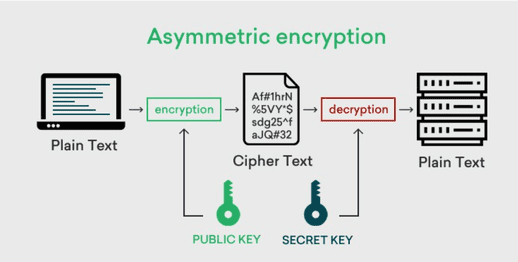 Asymmetric encryption
Plain Text
encryption
Af#1hrN
%5VY*$
sdg25^f
aJQ#32
Cipher Text
decryption
Plain Text
PUBLIC KEY
SECRET KEY